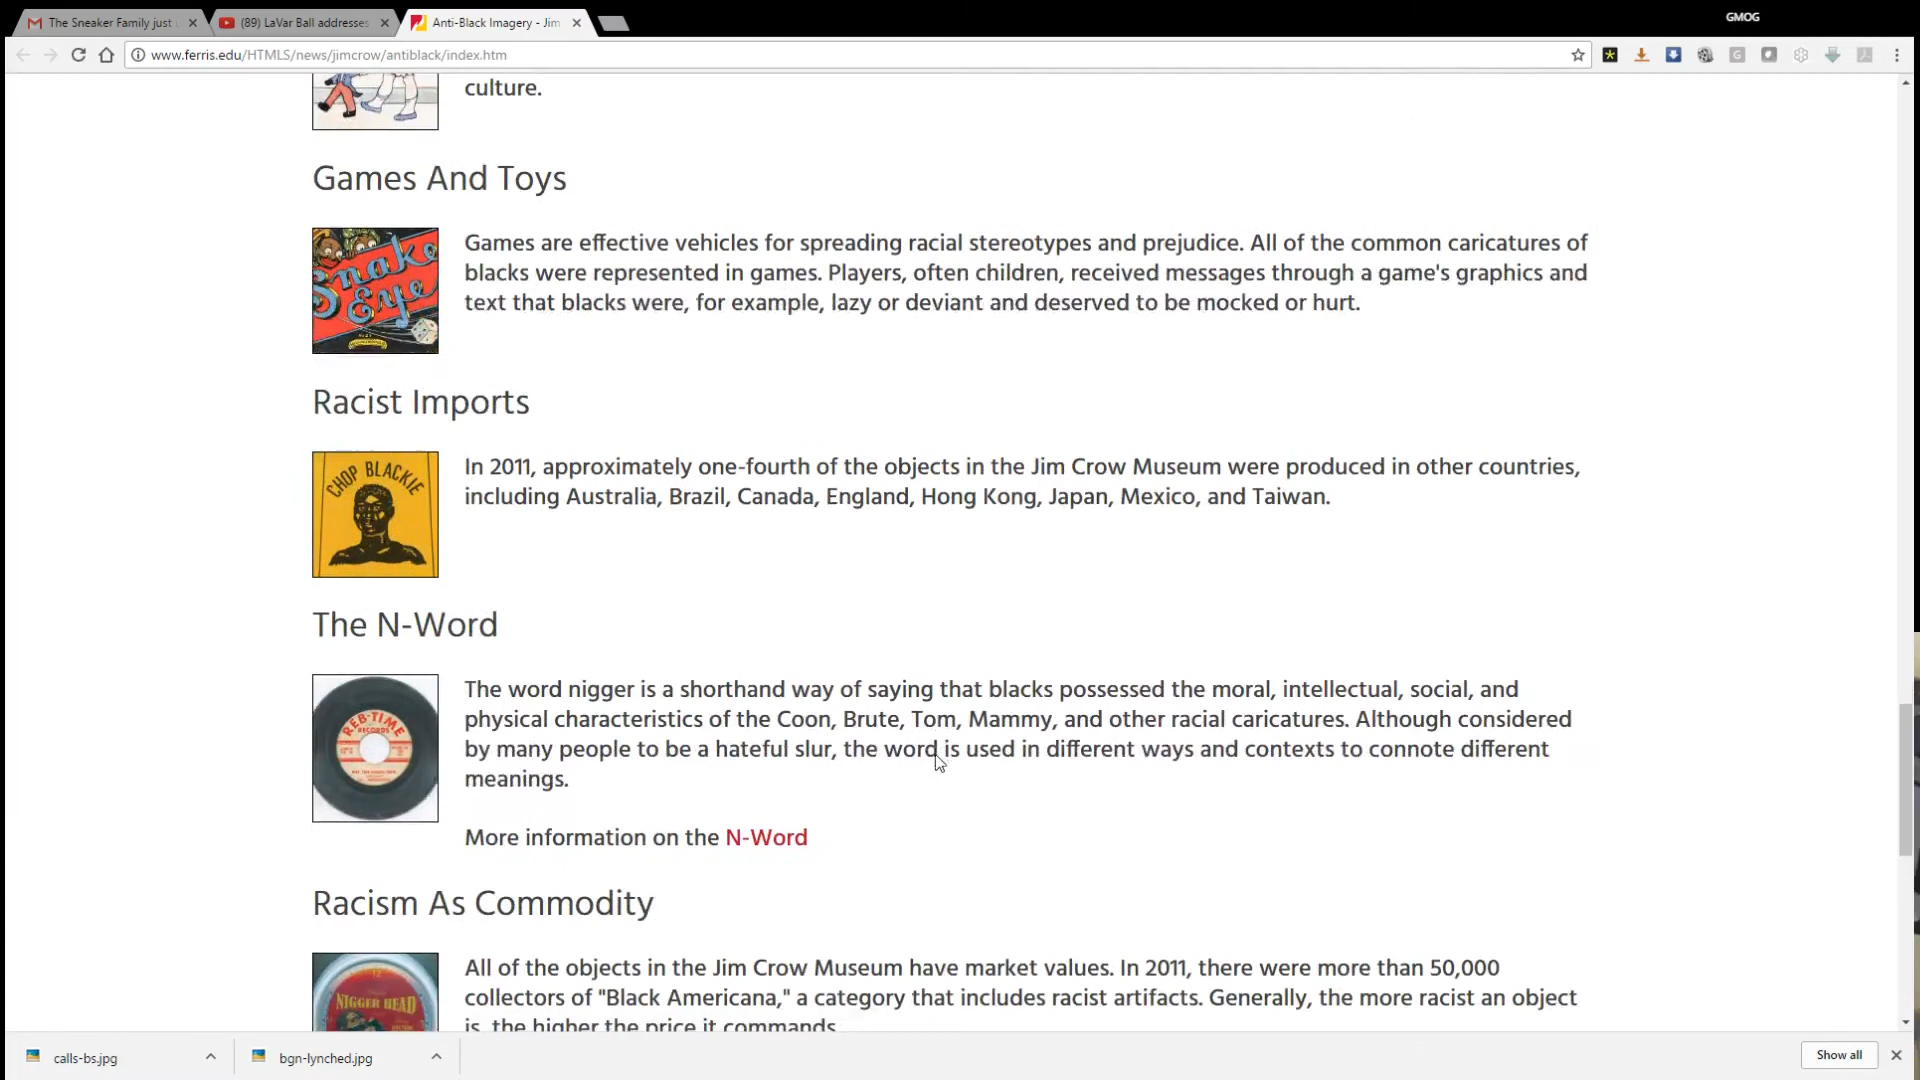 GMOG
The Sneaker Family just
(89) LaVar Ball addresses
Anti-Black Imagery - Jim
www.ferris.edu/HTMLS/news/jimcrow/antiblack/index.htm
culture.
Games And Toys
Snake
Eye
Games are effective vehicles for spreading racial stereotypes and prejudice. All of the common caricatures of
blacks were represented in games. Players, often children, received messages through a game's graphics and
text that blacks were, for example, lazy or deviant and deserved to be mocked or hurt.
Racist Imports
CHOP BLACKIE
In 2011, approximately one-fourth of the objects in the Jim Crow Museum were produced in other countries,
including Australia, Brazil, Canada, England, Hong Kong, Japan, Mexico, and Taiwan.
The N-Word
REB-TIME
RECORDS
The word nigger is a shorthand way of saying that blacks possessed the moral, intellectual, social, and
physical characteristics of the Coon, Brute, Tom, Mammy, and other racial caricatures. Although considered
by many people to be a hateful slur, the word is used in different ways and contexts to connote different
meanings.
More information on the N-Word
Racism As Commodity
NIGGER HEAD
All of the objects in the Jim Crow Museum have market values. In 2011, there were more than 50,000
collectors of "Black Americana," a category that includes racist artifacts. Generally, the more racist an object
is, the higher the price it commands.
calls-bs.jpg
bgn-lynched.jpg
Show all